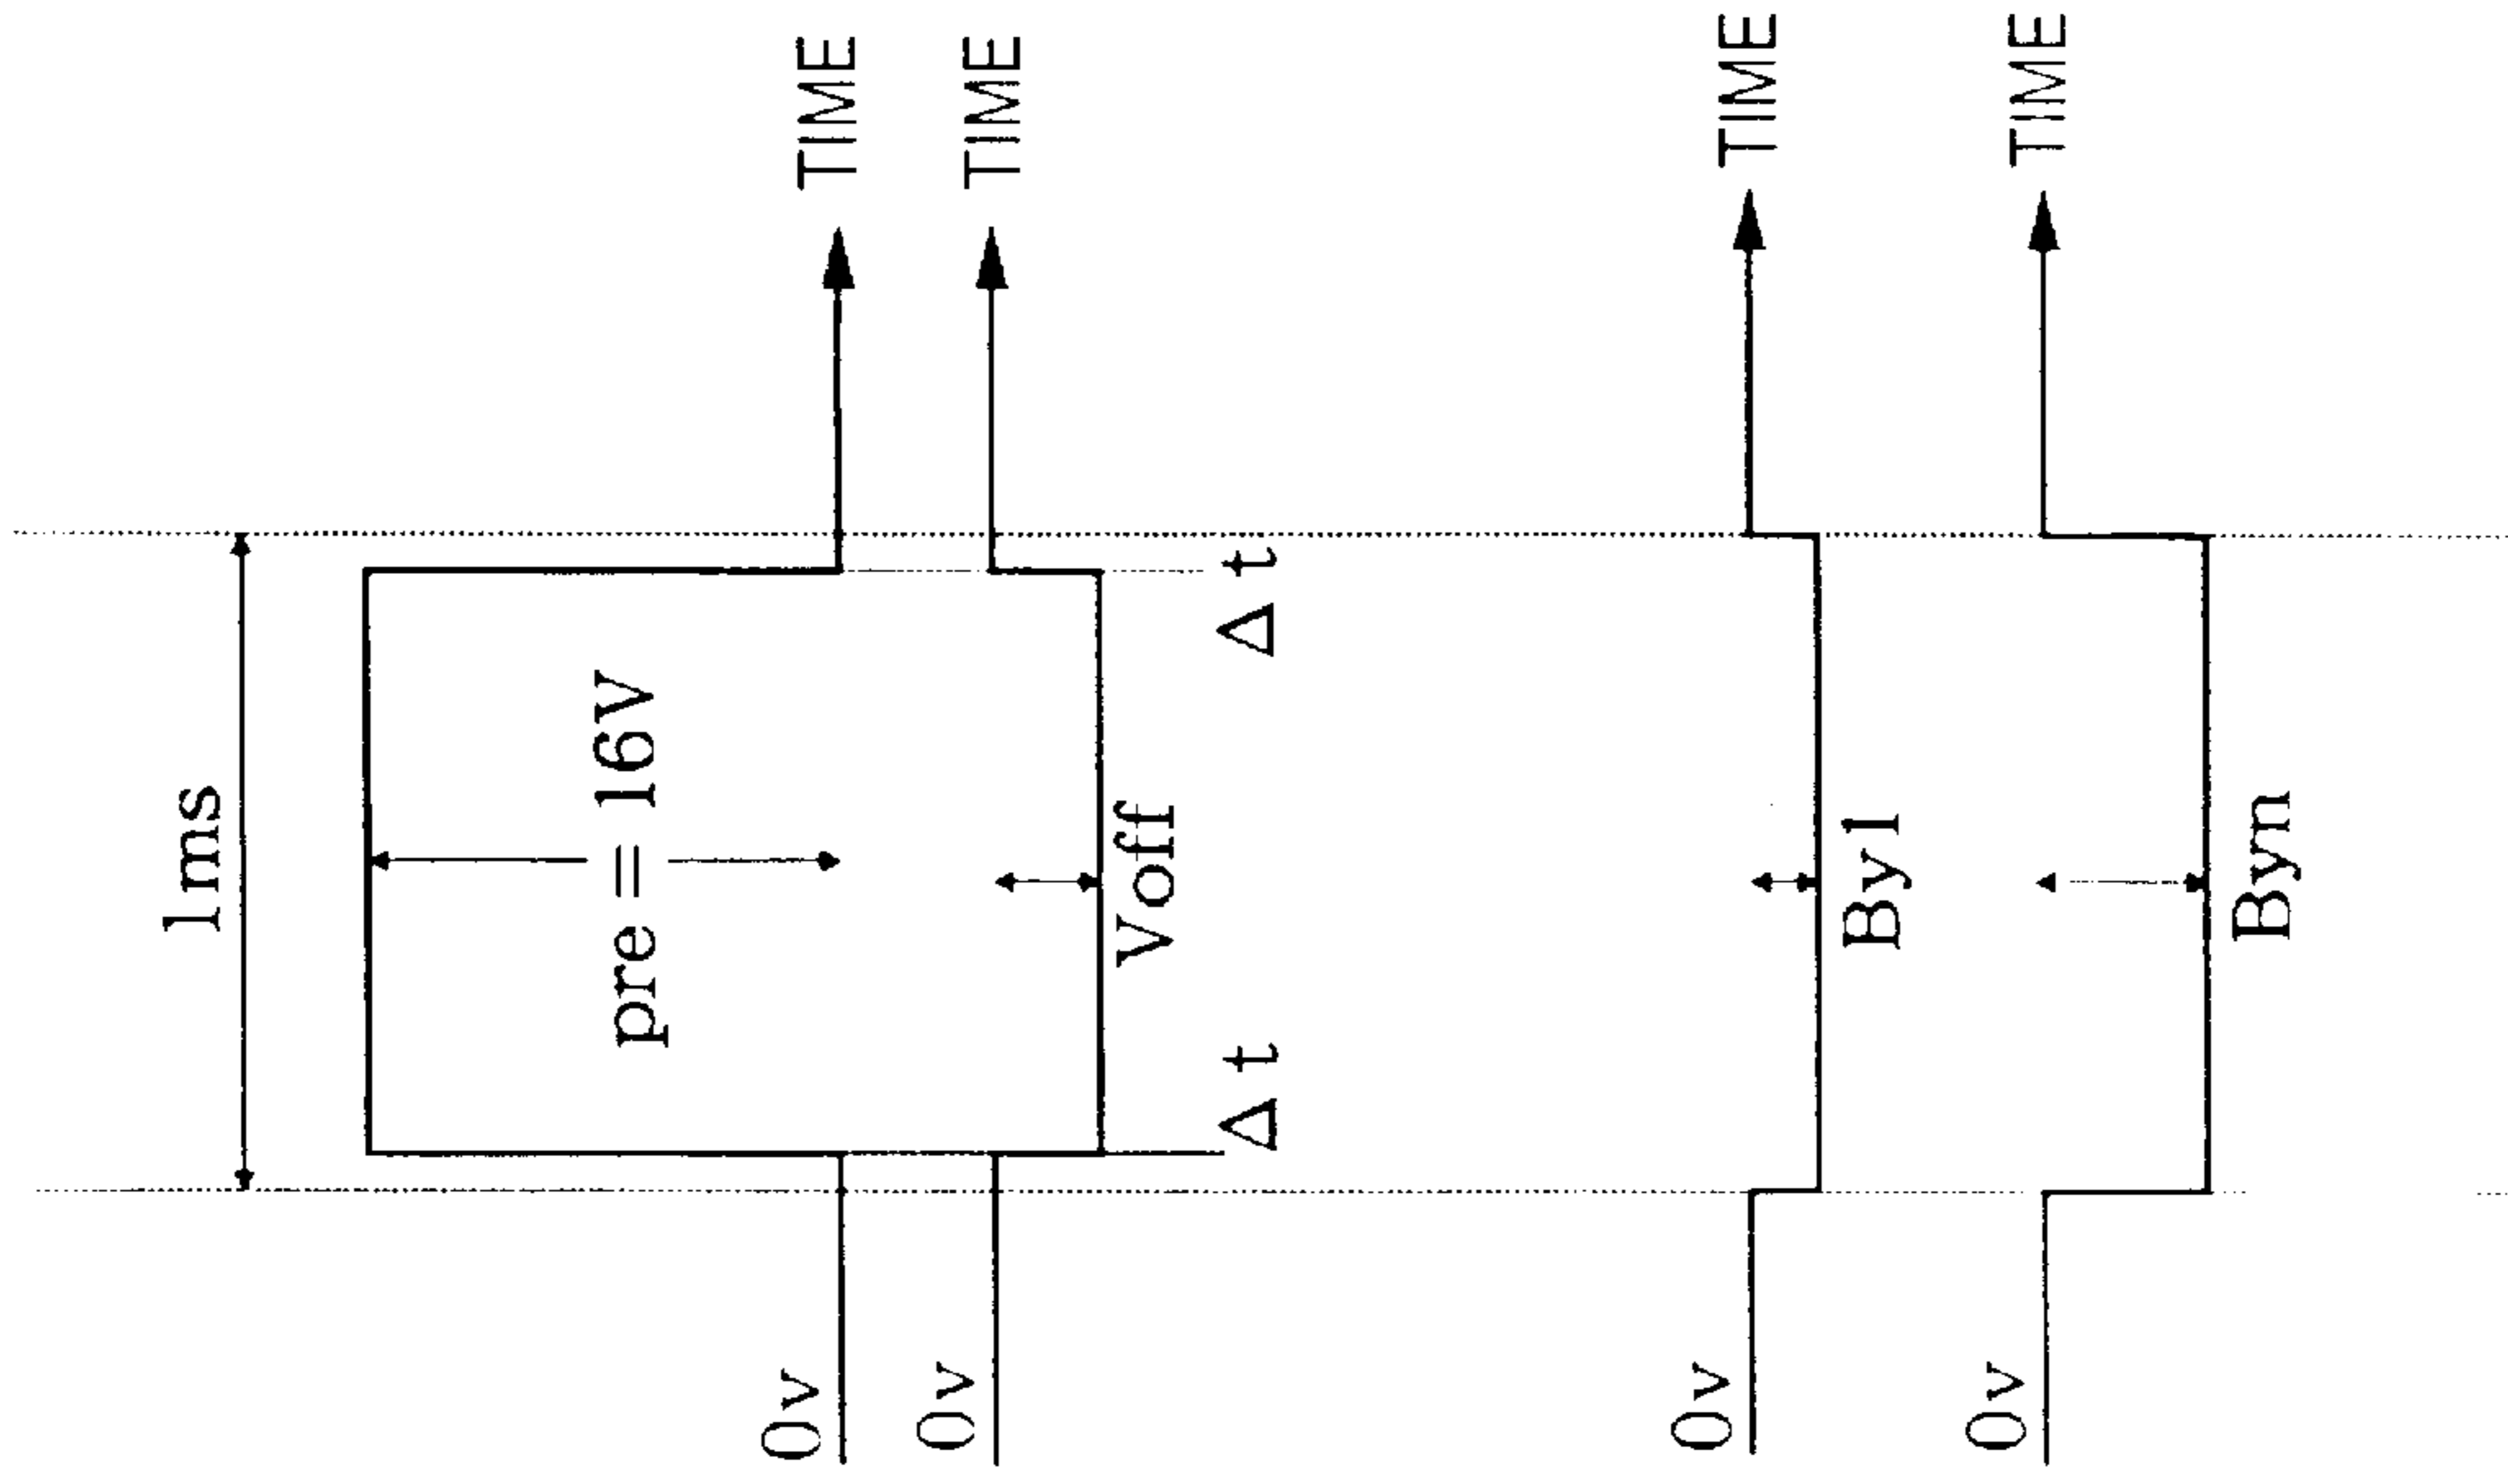 1ms
pre = 16V
0v
TIME
0v
TIME
Voff
Δt
Δt
0v
TIME
By1
0v
TIME
Byn